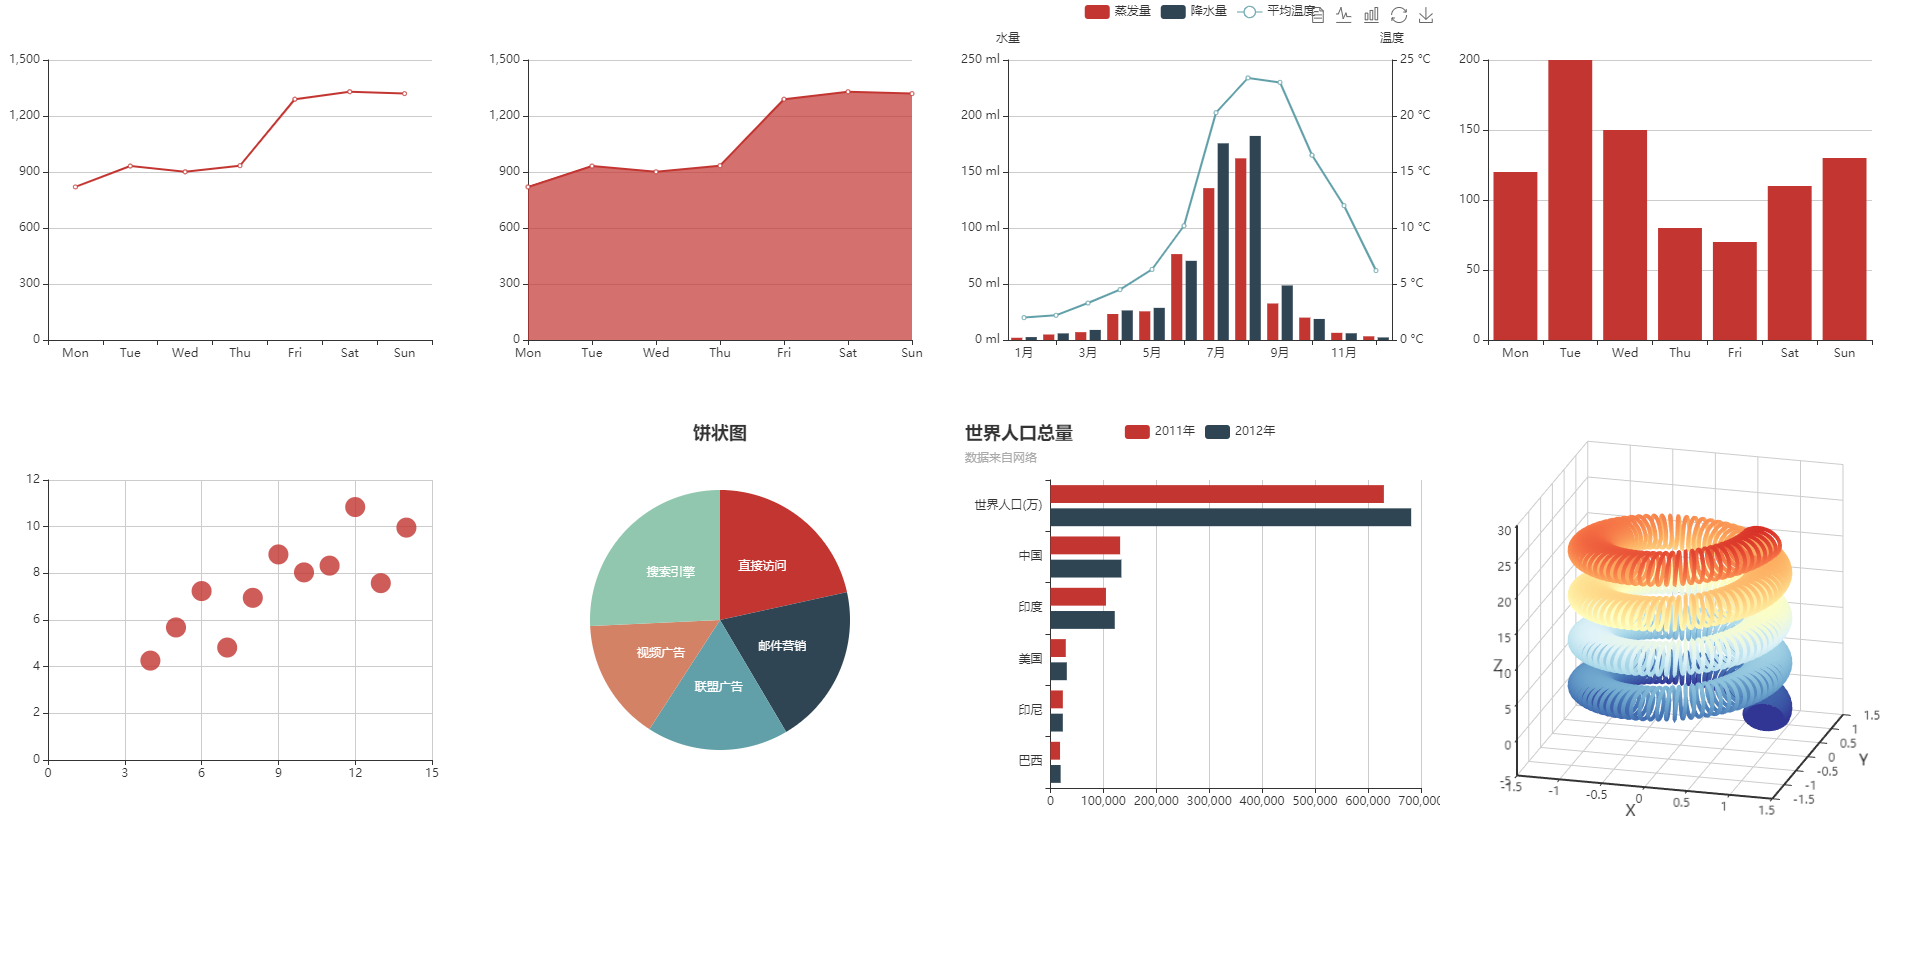 1,500
1,200
900
600
300
0
Mon Tue Wed Thu Fri Sat Sun
1,500
1,200
900
600
300
0
Mon Tue Wed Thu Fri Sat Sun
蒸发量 降水量 平均温度
水量 温度
250 ml 25 °C
200 ml 20 °C
150 ml 15 °C
100 ml 10 °C
50 ml 5 °C
0 ml 0 °C
1月 3月 5月 7月 9月 11月
200
150
100
50
0
Mon Tue Wed Thu Fri Sat Sun
12
10
8
6
4
2
0
0 3 6 9 12 15
饼状图
搜索引擎 直接访问
视频广告 邮件营销
联盟广告
世界人口总量 2011年 2012年
数据来自网络
世界人口(万)
中国
印度
美国
印尼
巴西
0 100,000 200,000 300,000 400,000 500,000 600,000 700,000
30
25
20
15
Z 10
5
0
-5
-1.5 -1 -0.5 0 0.5 1 1.5
X
1.5
1
0.5
0 Y
-0.5
-1
-1.5